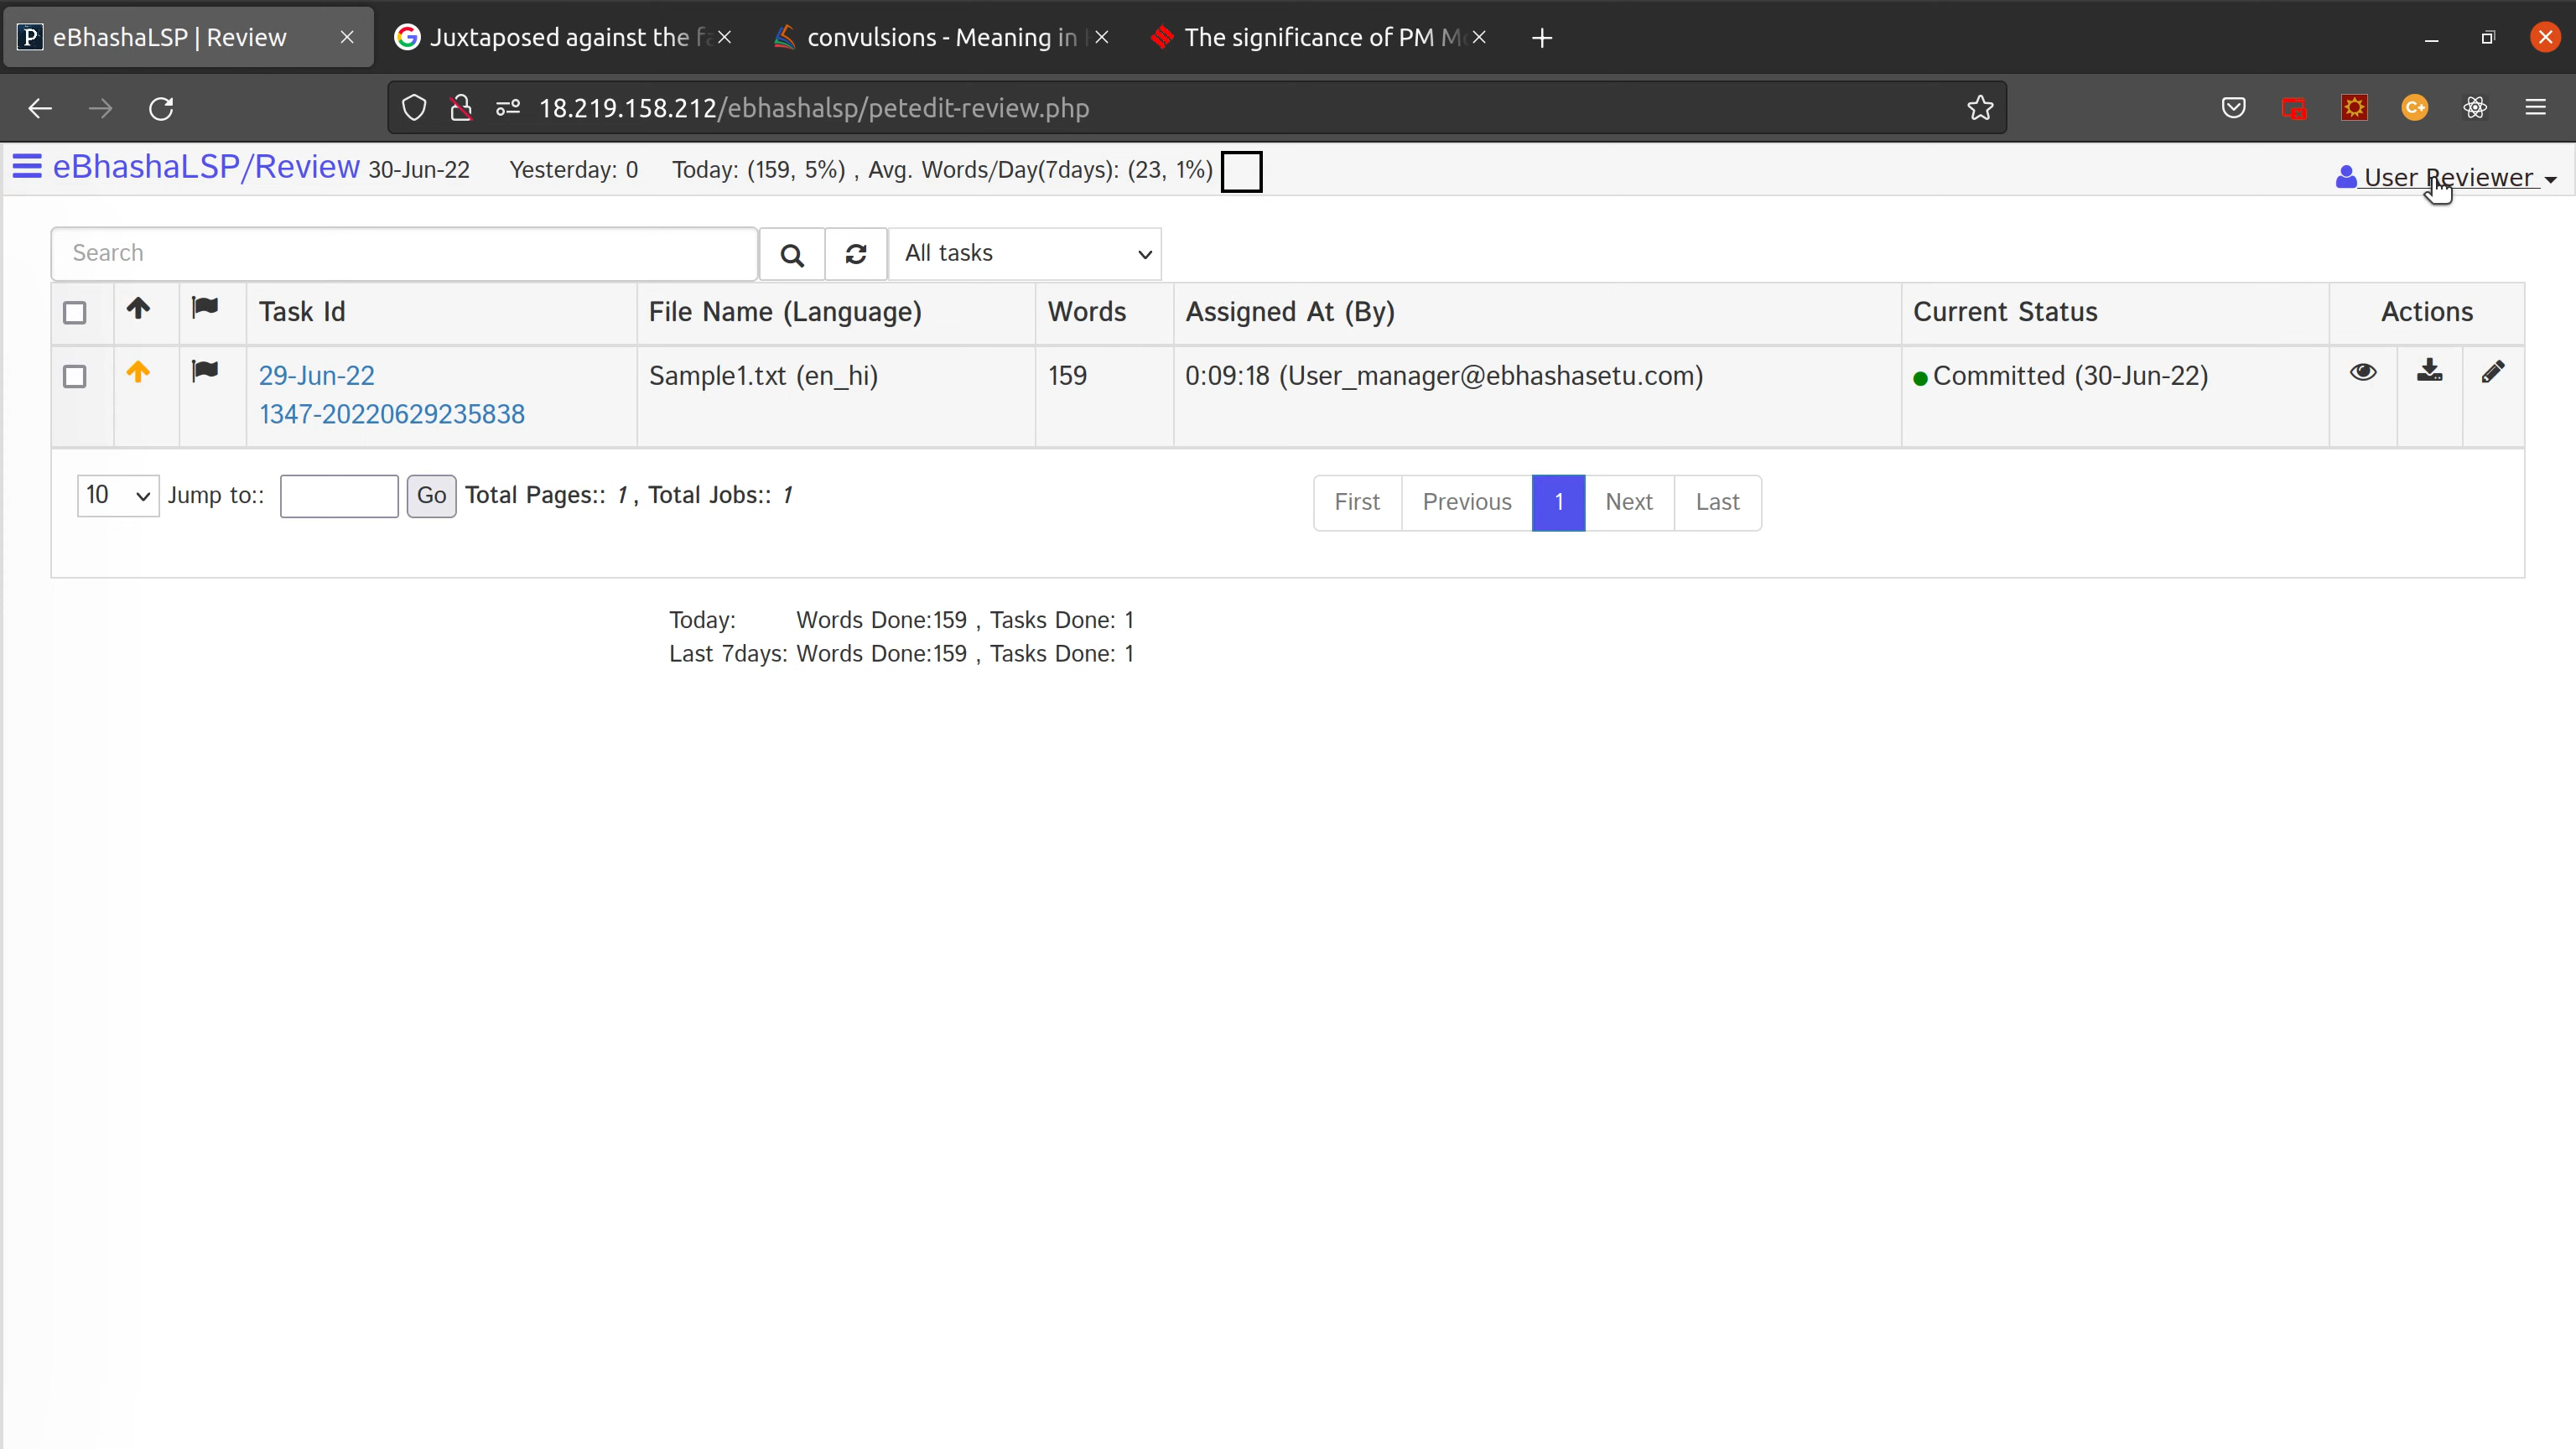 eBhashaLSP | Review
Juxtaposed against the
convulsions - Meaning in
The significance of PM
18.219.158.212/ebhashalsp/petedit-review.php
eBhashaLSP/Review 30-Jun-22 Yesterday: 0 Today: (159, 5%) , Avg. Words/Day(7days): (23, 1%)
User Reviewer
Search
All tasks
Task Id File Name (Language) Words Assigned At (By) Current Status Actions
29-Jun-22 Sample1.txt (en_hi) 159 0:09:18 (User_manager@ebhashasetu.com) Committed (30-Jun-22)
1347-20220629235838
10 Jump to:: Go Total Pages:: 1 , Total Jobs:: 1
First Previous 1 Next Last
Today: Words Done:159 , Tasks Done: 1
Last 7days: Words Done:159 , Tasks Done: 1